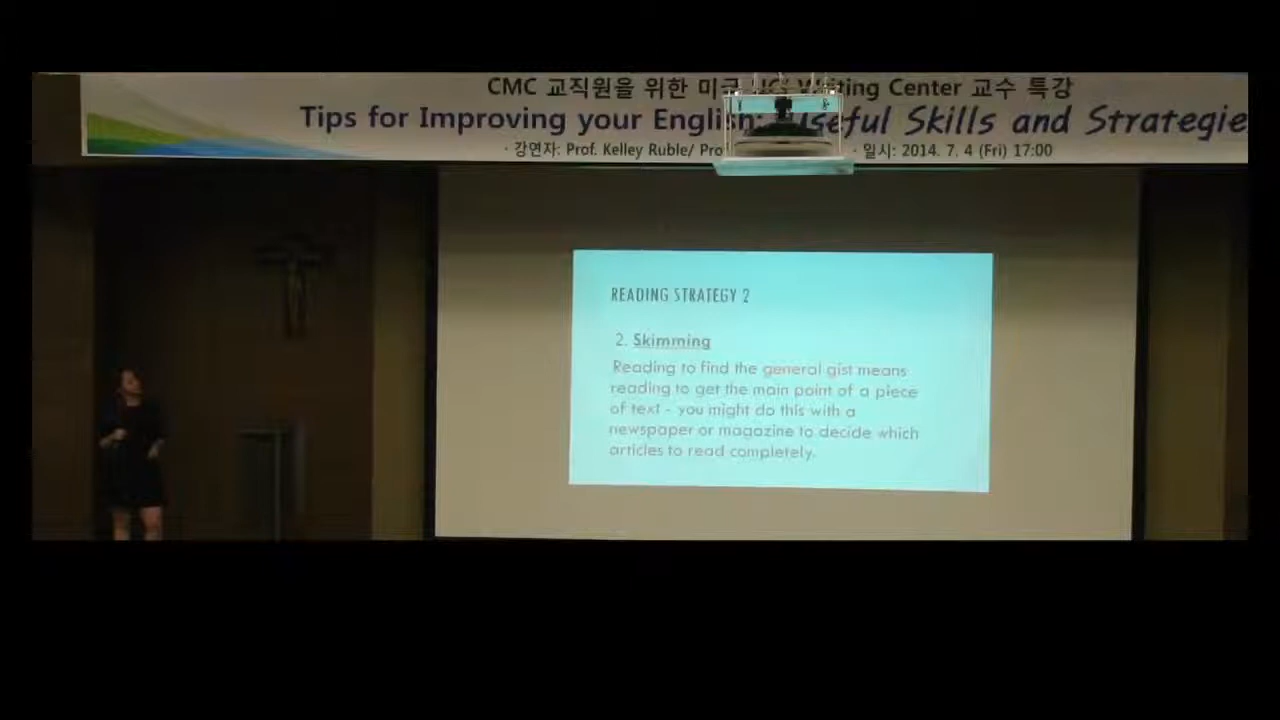 CMC 교직원을 위한 미국 UCI Writing Center 교수 특강
Tips for Improving your English: Useful Skills and Strategie
· 강연자: Prof. Kelley Ruble/ Pro
· 일시: 2014. 7. 4 (Fri) 17:00
READING STRATEGY 2
2. Skimming
Reading to find the general gist means
reading to get the main point of a piece
of text - you might do this with a
newspaper or magazine to decide which
articles to read completely.